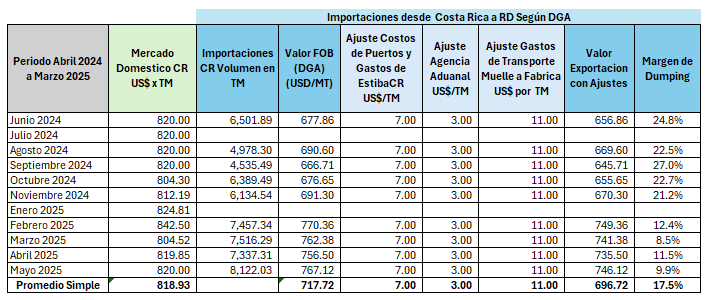 Importaciones desde Costa Rica a RD Según DGA
Periodo Abril 2024 a Marzo 2025 Mercado Domestico CR US$ x TM Importaciones CR Volumen en TM Valor FOB (DGA) (USD/MT) Ajuste Costos de Puertos y Gastos de EstibaCR US$/TM Ajuste Agencia Aduanal US$/TM Ajuste Gastos de Transporte Muelle a Fabrica US$ por TM Valor Exportacion con Ajustes Margen de Dumping
Junio 2024 820.00 6,501.89 677.86 7.00 3.00 11.00 656.86 24.8%
Julio 2024 820.00
Agosto 2024 820.00 4,978.30 690.60 7.00 3.00 11.00 669.60 22.5%
Septiembre 2024 820.00 4,535.49 666.71 7.00 3.00 11.00 645.71 27.0%
Octubre 2024 804.30 6,389.49 676.65 7.00 3.00 11.00 655.65 22.7%
Noviembre 2024 812.19 6,134.54 691.30 7.00 3.00 11.00 670.30 21.2%
Enero 2025 824.81
Febrero 2025 842.50 7,457.34 770.36 7.00 3.00 11.00 749.36 12.4%
Marzo 2025 804.52 7,516.29 762.38 7.00 3.00 11.00 741.38 8.5%
Abril 2025 819.85 7,337.31 756.50 7.00 3.00 11.00 735.50 11.5%
Mayo 2025 820.00 8,122.03 767.12 7.00 3.00 11.00 746.12 9.9%
Promedio Simple 818.93 717.72 7.00 3.00 11.00 696.72 17.5%